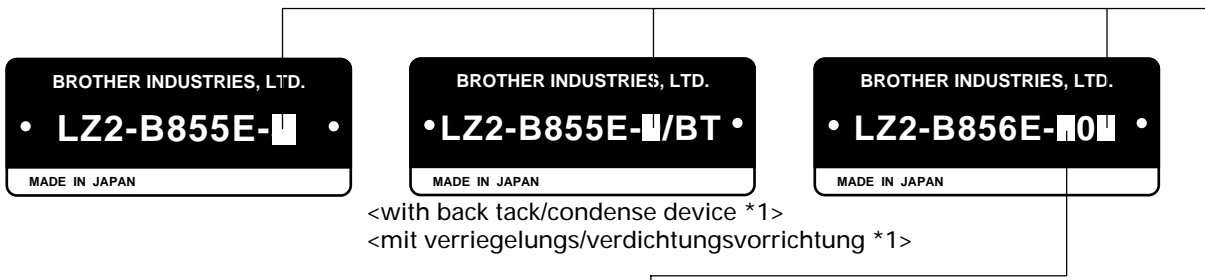 BROTHER INDUSTRIES, LTD.
LZ2-B855E-
MADE IN JAPAN
BROTHER INDUSTRIES, LTD.
LZ2-B855E-■/BT
MADE IN JAPAN
BROTHER INDUSTRIES, LTD.
LZ2-B856E-■0■
MADE IN JAPAN
<with back tack/condense device *1>
<mit verriegelungs/verdichtungsvorrichtung *1>